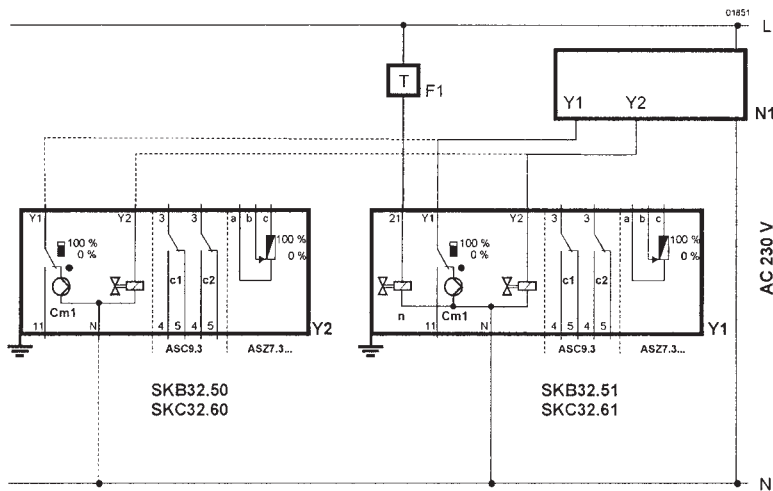 01651
L
T
F1
Y1 Y2
N1
Y1 Y2 3 3 a b c
100 %
0 %
100 %
0 %
c1 c2
Cm1
11 N 4 5 4 5
Y2
ASC9.3 ASZ7.3...
SKB32.50
SKC32.60
21 Y1 Y2 3 3 a b c
100 %
0 %
100 %
0 %
c1 c2
n Cm1
11 N 4 5 4 5
Y1
ASC9.3 ASZ7.3...
SKB32.51
SKC32.61
AC 230 V
N